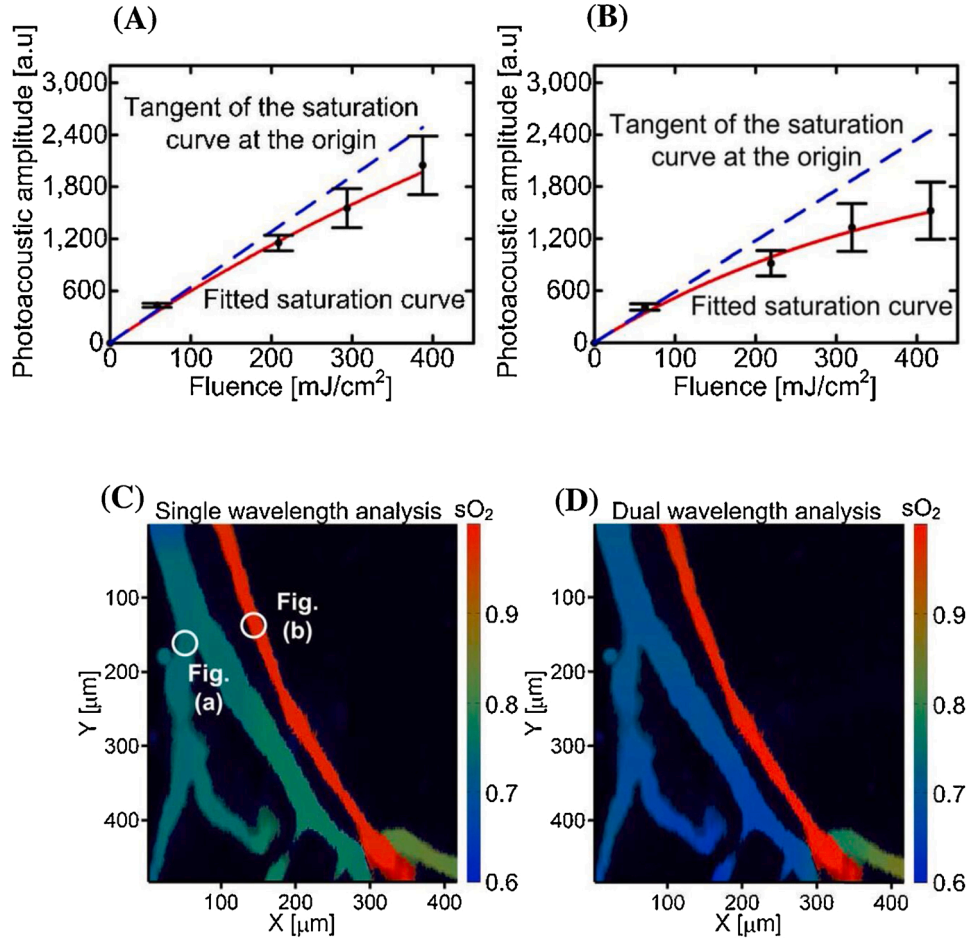 (A)
Photoacoustic amplitude [a.u]
3,000
2,400
1,800
1,200
600
0
Tangent of the saturation
curve at the origin
Fitted saturation curve
0 100 200 300 400
Fluence [mJ/cm²]
(B)
Photoacoustic amplitude [a.u]
3,000
2,400
1,800
1,200
600
0
Tangent of the saturation
curve at the origin
Fitted saturation curve
0 100 200 300 400
Fluence [mJ/cm²]
(C)
Single wavelength analysis sO₂
Y [μm]
100
200
300
400
Fig.
(b)
Fig.
(a)
0.9
0.8
0.7
0.6
100 200 300 400
X [μm]
(D)
Dual wavelength analysis sO₂
Y [μm]
100
200
300
400
0.9
0.8
0.7
0.6
100 200 300 400
X [μm]